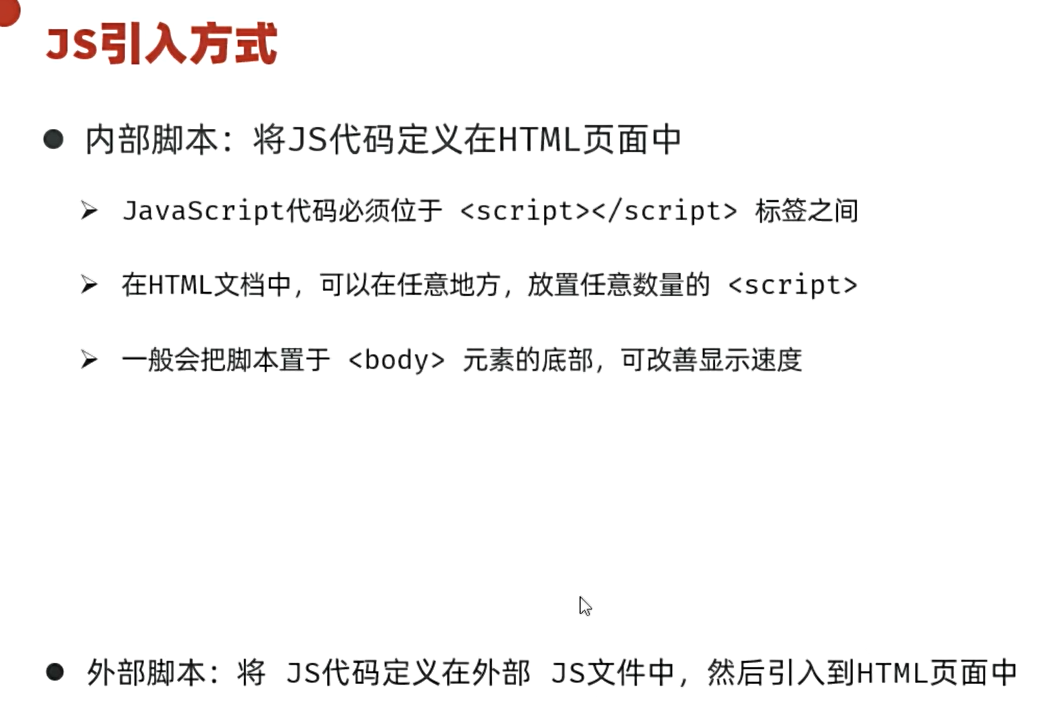 JS引入方式
内部脚本：将JS代码定义在HTML页面中
JavaScript代码必须位于 <script></script> 标签之间
在HTML文档中，可以在任意地方，放置任意数量的 <script>
一般会把脚本置于 <body> 元素的底部，可改善显示速度
外部脚本：将 JS代码定义在外部 JS文件中，然后引入到HTML页面中